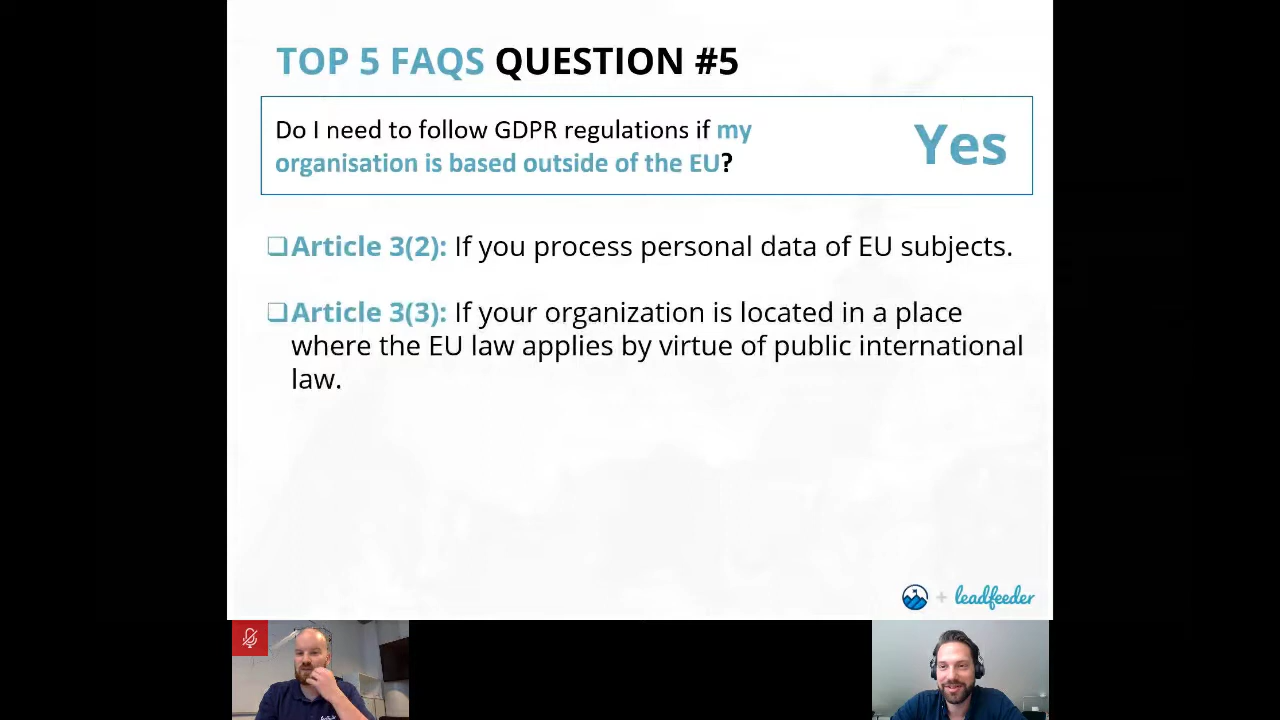 TOP 5 FAQS QUESTION #5
Do I need to follow GDPR regulations if my
organisation is based outside of the EU?
Yes
❑Article 3(2): If you process personal data of EU subjects.
❑Article 3(3): If your organization is located in a place
where the EU law applies by virtue of public international
law.
+ leadfeeder